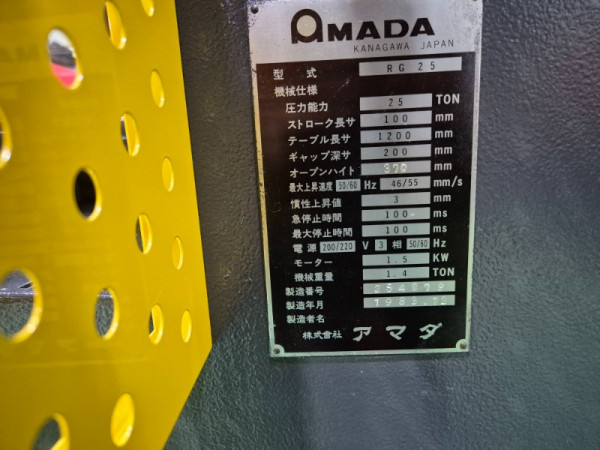 AMADA
KANAGAWA JAPAN
型式 RG25
機械仕様
圧力能力 25 TON
ストローク長サ 100 mm
テーブル長サ 1200 mm
ギャップ深サ 200 mm
オープンハイト 370 mm
最大上昇速度 50/60 Hz 46/55 mm/s
慣性上昇値 3 mm
急停止時間 100 ms
最大停止時間 100 ms
電源 200/220 V 3 相 50/60 Hz
モーター 1.5 KW
機械重量 1.4 TON
製造番号
製造年月
製造者名
株式会社 アマダ